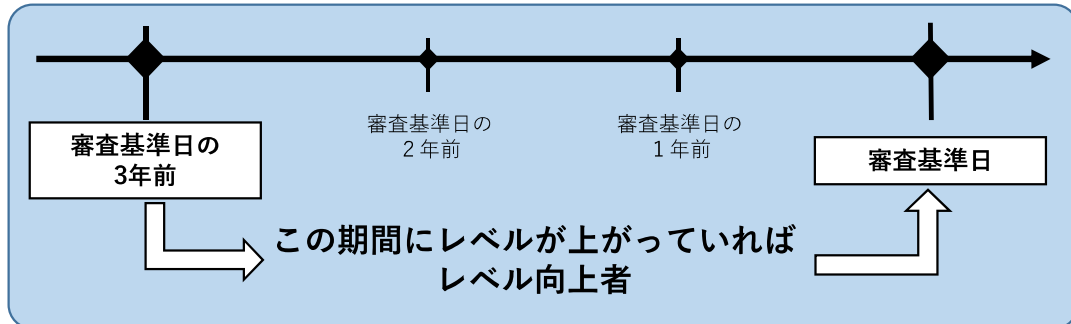 審査基準日の
3年前
審査基準日の
2年前
審査基準日の
1年前
審査基準日
この期間にレベルが上がっていれば
レベル向上者